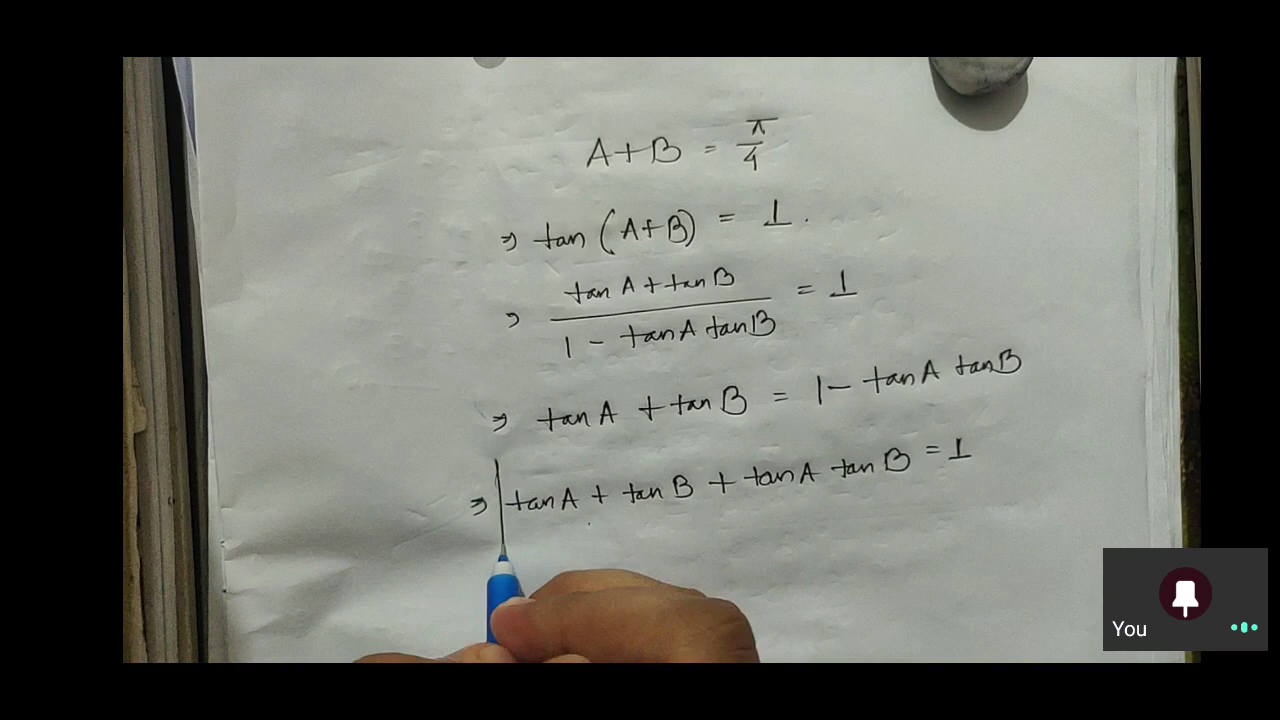 A+B = π/4
⇒ tan (A+B) = 1.
⇒ (tan A + tan B)/(1 - tan A tan B) = 1
⇒ tan A + tan B = 1 - tan A tan B
⇒ tan A + tan B + tan A tan B = 1
You